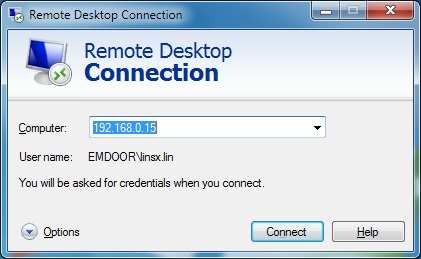 Remote Desktop Connection
Remote Desktop
Connection
Computer: 192.168.0.15
User name: EMDOOR\linsx.lin
You will be asked for credentials when you connect.
Options Connect Help